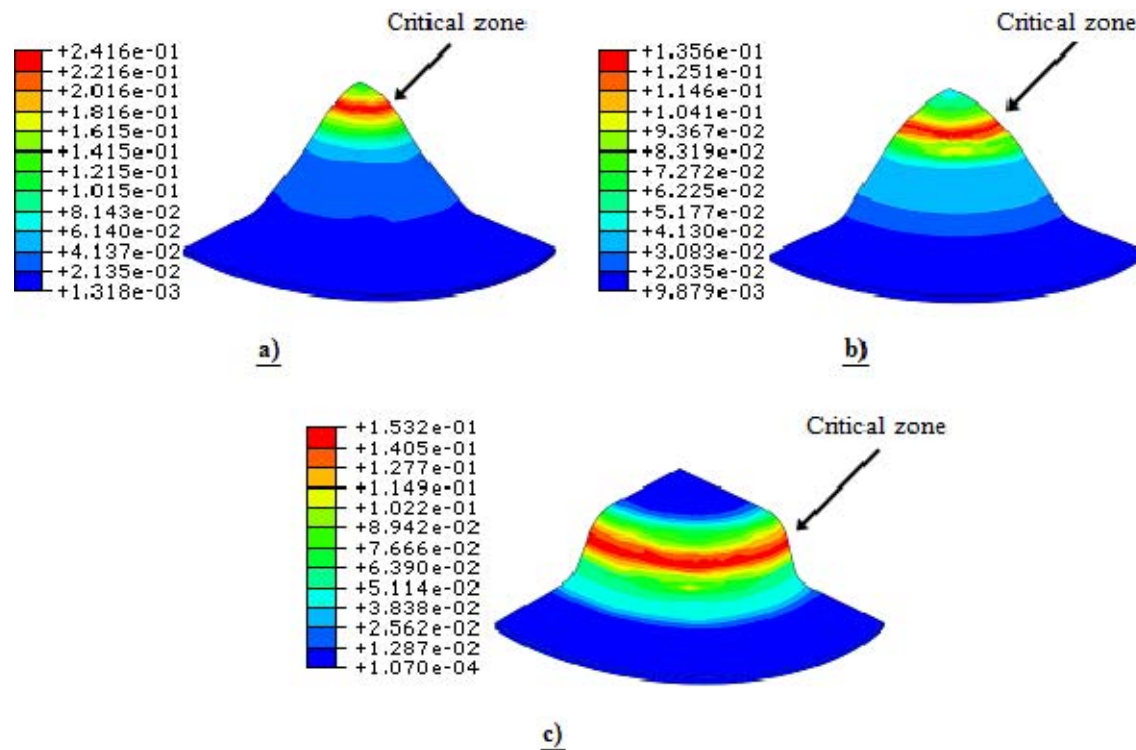 Critical zone
+2.416e-01
+2.216e-01
+2.016e-01
+1.816e-01
+1.615e-01
+1.415e-01
+1.215e-01
+1.015e-01
+8.143e-02
+6.140e-02
+4.137e-02
+2.135e-02
+1.318e-03
a)
Critical zone
+1.356e-01
+1.251e-01
+1.146e-01
+1.041e-01
+9.367e-02
+8.319e-02
+7.272e-02
+6.225e-02
+5.177e-02
+4.130e-02
+3.083e-02
+2.035e-02
+9.879e-03
b)
Critical zone
+1.532e-01
+1.405e-01
+1.277e-01
+1.149e-01
+1.022e-01
+8.942e-02
+7.666e-02
+6.390e-02
+5.114e-02
+3.838e-02
+2.562e-02
+1.287e-02
+1.070e-04
c)